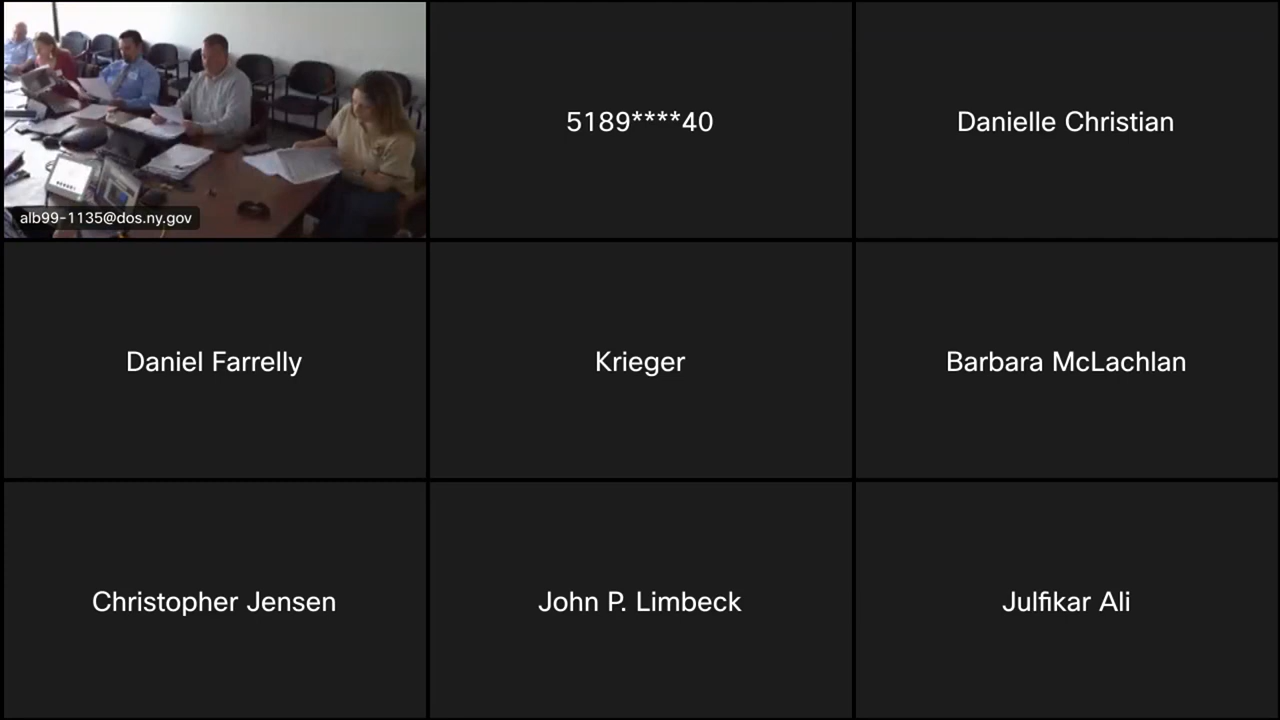 alb99-1135@dos.ny.gov
5189****40
Danielle Christian
Daniel Farrelly
Krieger
Barbara McLachlan
Christopher Jensen
John P. Limbeck
Julfikar Ali